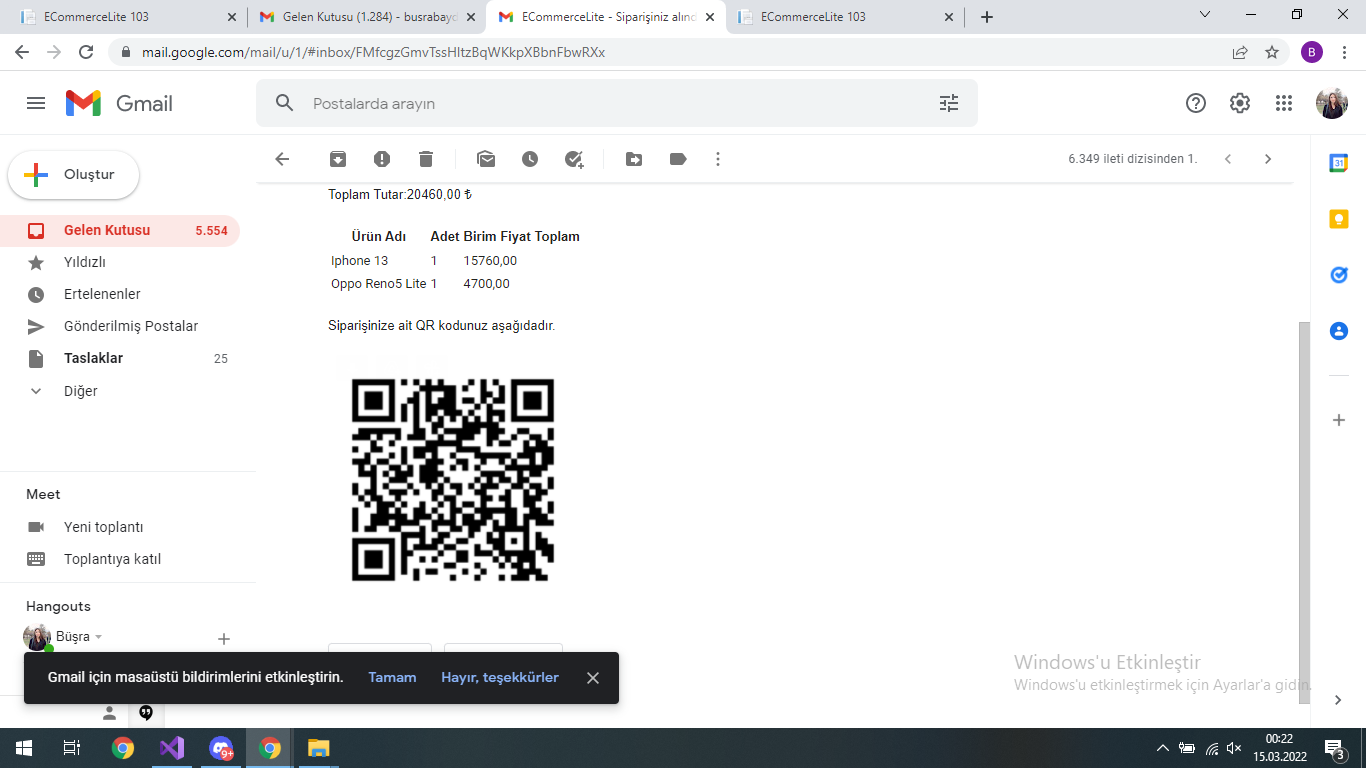 ECommerceLite 103
Gelen Kutusu (1.284) - busrabayd
ECommerceLite - Siparişiniz alınd
ECommerceLite 103
mail.google.com/mail/u/1/#inbox/FMfcgzGmvTssHltzBqWKkpXBbnFbwRXx
B
Gmail
Postalarda arayın
Oluştur
6.349 ileti dizisinden 1.
31
Gelen Kutusu 5.554
Yıldızlı
Ertelenenler
Gönderilmiş Postalar
Taslaklar 25
Diğer
Toplam Tutar:20460,00 ₺
Ürün Adı Adet Birim Fiyat Toplam
Iphone 13 1 15760,00
Oppo Reno5 Lite 1 4700,00
Siparişinize ait QR kodunuz aşağıdadır.
Meet
Yeni toplantı
Toplantıya katıl
Hangouts
Büşra
Gmail için masaüstü bildirimlerini etkinleştirin. Tamam Hayır, teşekkürler
Windows'u Etkinleştir
Windows'u etkinleştirmek için Ayarlar'a gidin.
9+
00:22
15.03.2022
3